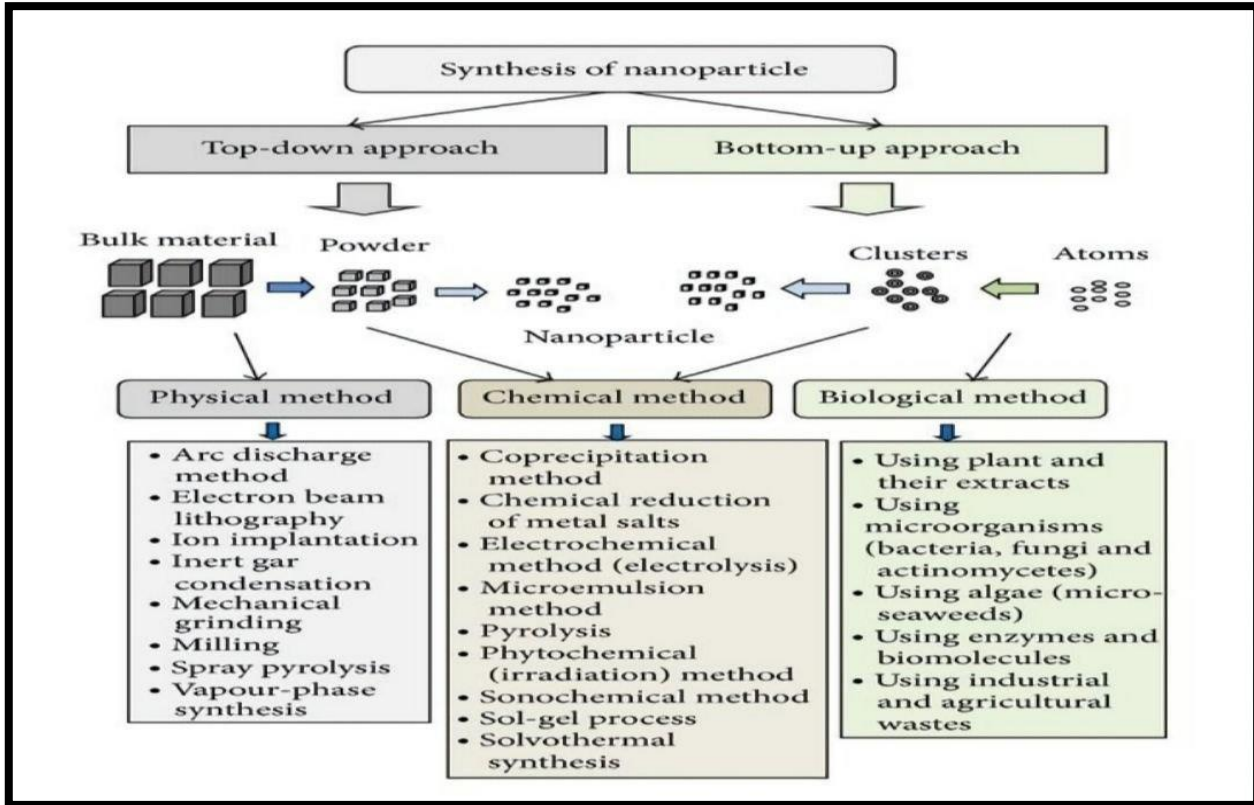 Synthesis of nanoparticle
Top-down approach
Bottom-up approach
Bulk material
Powder
Clusters
Atoms
Nanoparticle
Physical method
Chemical method
Biological method
• Arc discharge
method
• Electron beam
lithography
• Ion implantation
• Inert gar
condensation
• Mechanical
grinding
• Milling
• Spray pyrolysis
• Vapour-phase
synthesis
• Coprecipitation
method
• Chemical reduction
of metal salts
• Electrochemical
method (electrolysis)
• Microemulsion
method
• Pyrolysis
• Phytochemical
(irradiation) method
• Sonochemical method
• Sol-gel process
• Solvothermal
synthesis
• Using plant and
their extracts
• Using
microorganisms
(bacteria, fungi and
actinomycetes)
• Using algae (micro-
seaweeds)
• Using enzymes and
biomolecules
• Using industrial
and agricultural
wastes